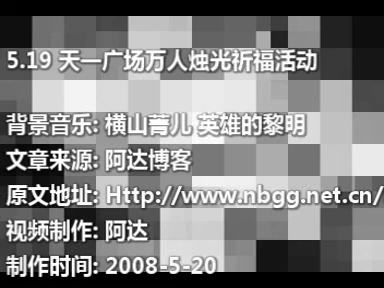 5.19 天一广场万人烛光祈福活动
背景音乐: 横山菁儿 英雄的黎明
文章来源: 阿达博客
原文地址: Http://www.nbgg.net.cn/
视频制作: 阿达
制作时间: 2008-5-20